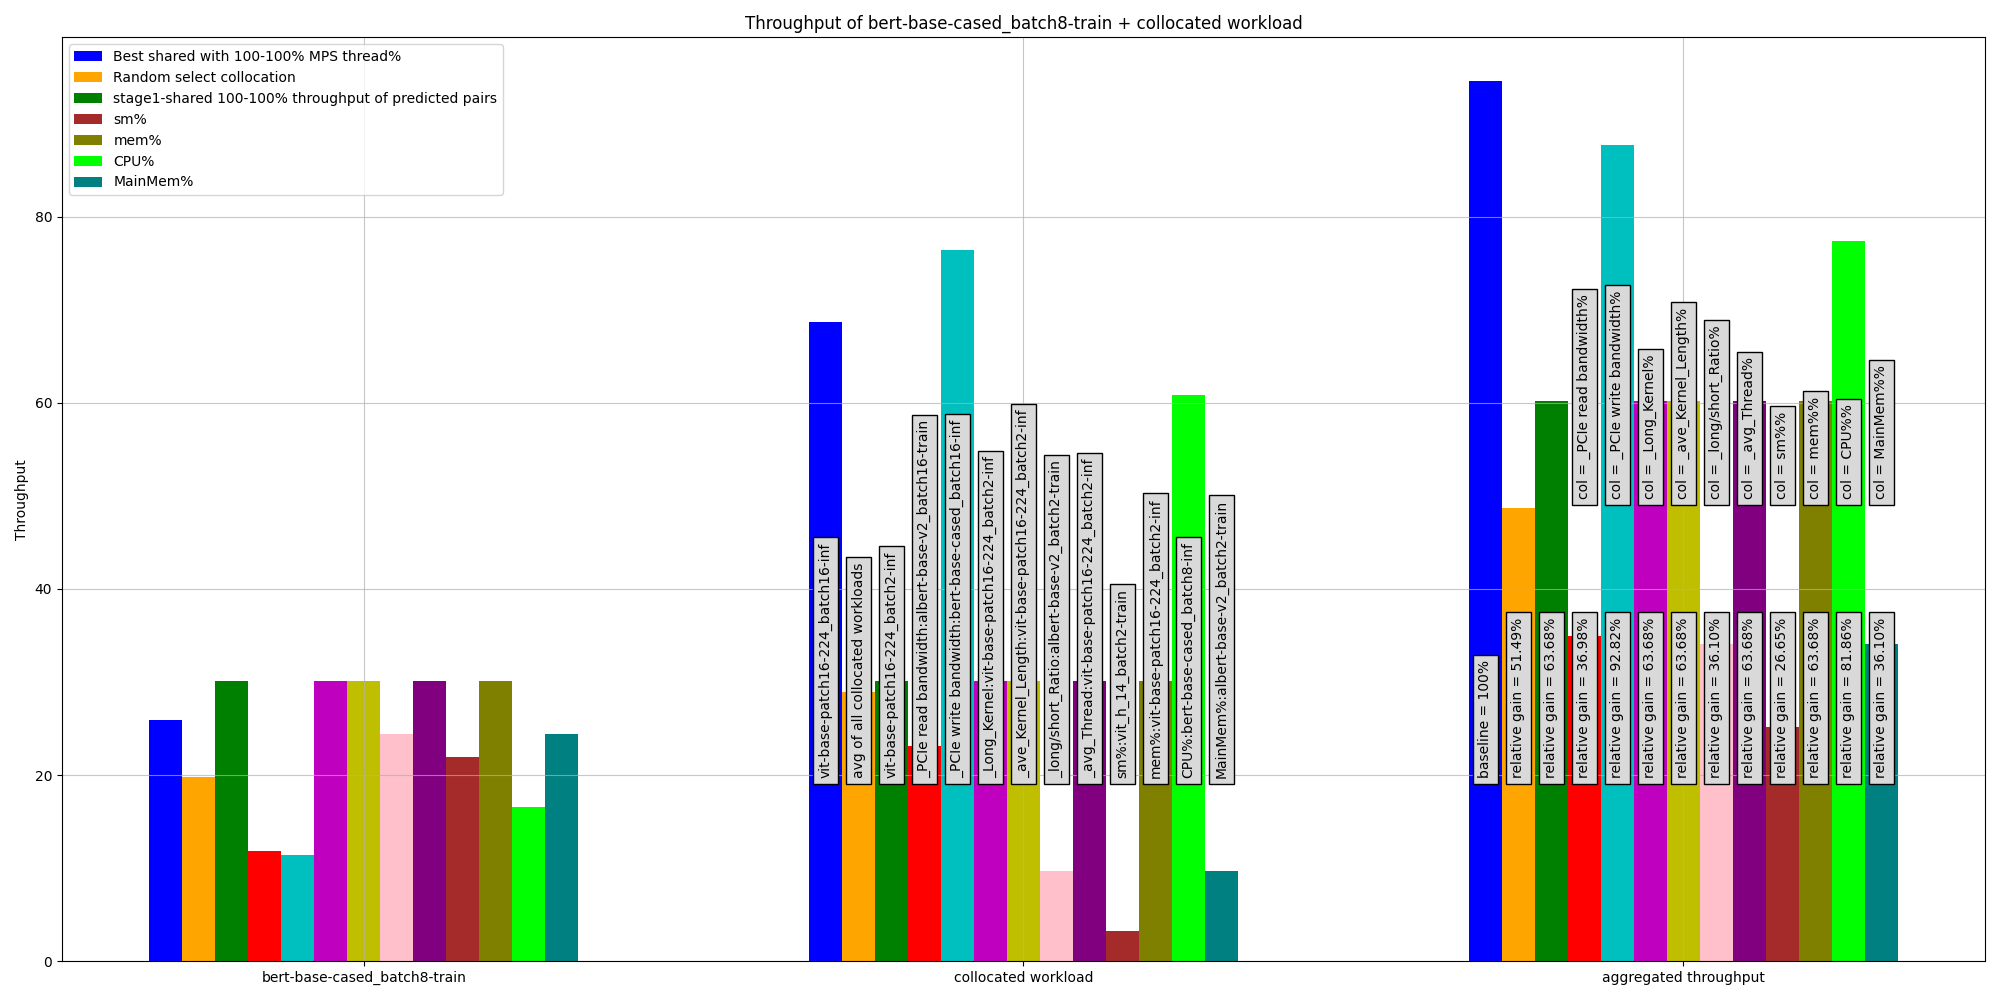 Throughput of bert-base-cased_batch8-train + collocated workload
Best shared with 100-100% MPS thread%
Random select collocation
stage1-shared 100-100% throughput of predicted pairs
sm%
mem%
CPU%
MainMem%
Throughput
80
60
40
20
0
vit-base-patch16-224_batch16-inf
avg of all collocated workloads
vit-base-patch16-224_batch2-inf
_PCIe read bandwidth:albert-base-v2_batch16-train
_PCIe write bandwidth:bert-base-cased_batch16-inf
_Long_Kernel:vit-base-patch16-224_batch2-inf
_ave_Kernel_Length:vit-base-patch16-224_batch2-inf
_long/short_Ratio:albert-base-v2_batch2-train
_avg_Thread:vit-base-patch16-224_batch2-inf
sm%:vit_h_14_batch2-train
mem%:vit-base-patch16-224_batch2-inf
CPU%:bert-base-cased_batch8-inf
MainMem%:albert-base-v2_batch2-train
col = _PCIe read bandwidth%
col = _PCIe write bandwidth%
col = _Long_Kernel%
col = _ave_Kernel_Length%
col = _long/short_Ratio%
col = _avg_Thread%
col = sm%%
col = mem%%
col = CPU%%
col = MainMem%%
baseline = 100%
relative gain = 51.49%
relative gain = 63.68%
relative gain = 36.98%
relative gain = 92.82%
relative gain = 63.68%
relative gain = 63.68%
relative gain = 36.10%
relative gain = 63.68%
relative gain = 26.65%
relative gain = 63.68%
relative gain = 81.86%
relative gain = 36.10%
bert-base-cased_batch8-train
collocated workload
aggregated throughput